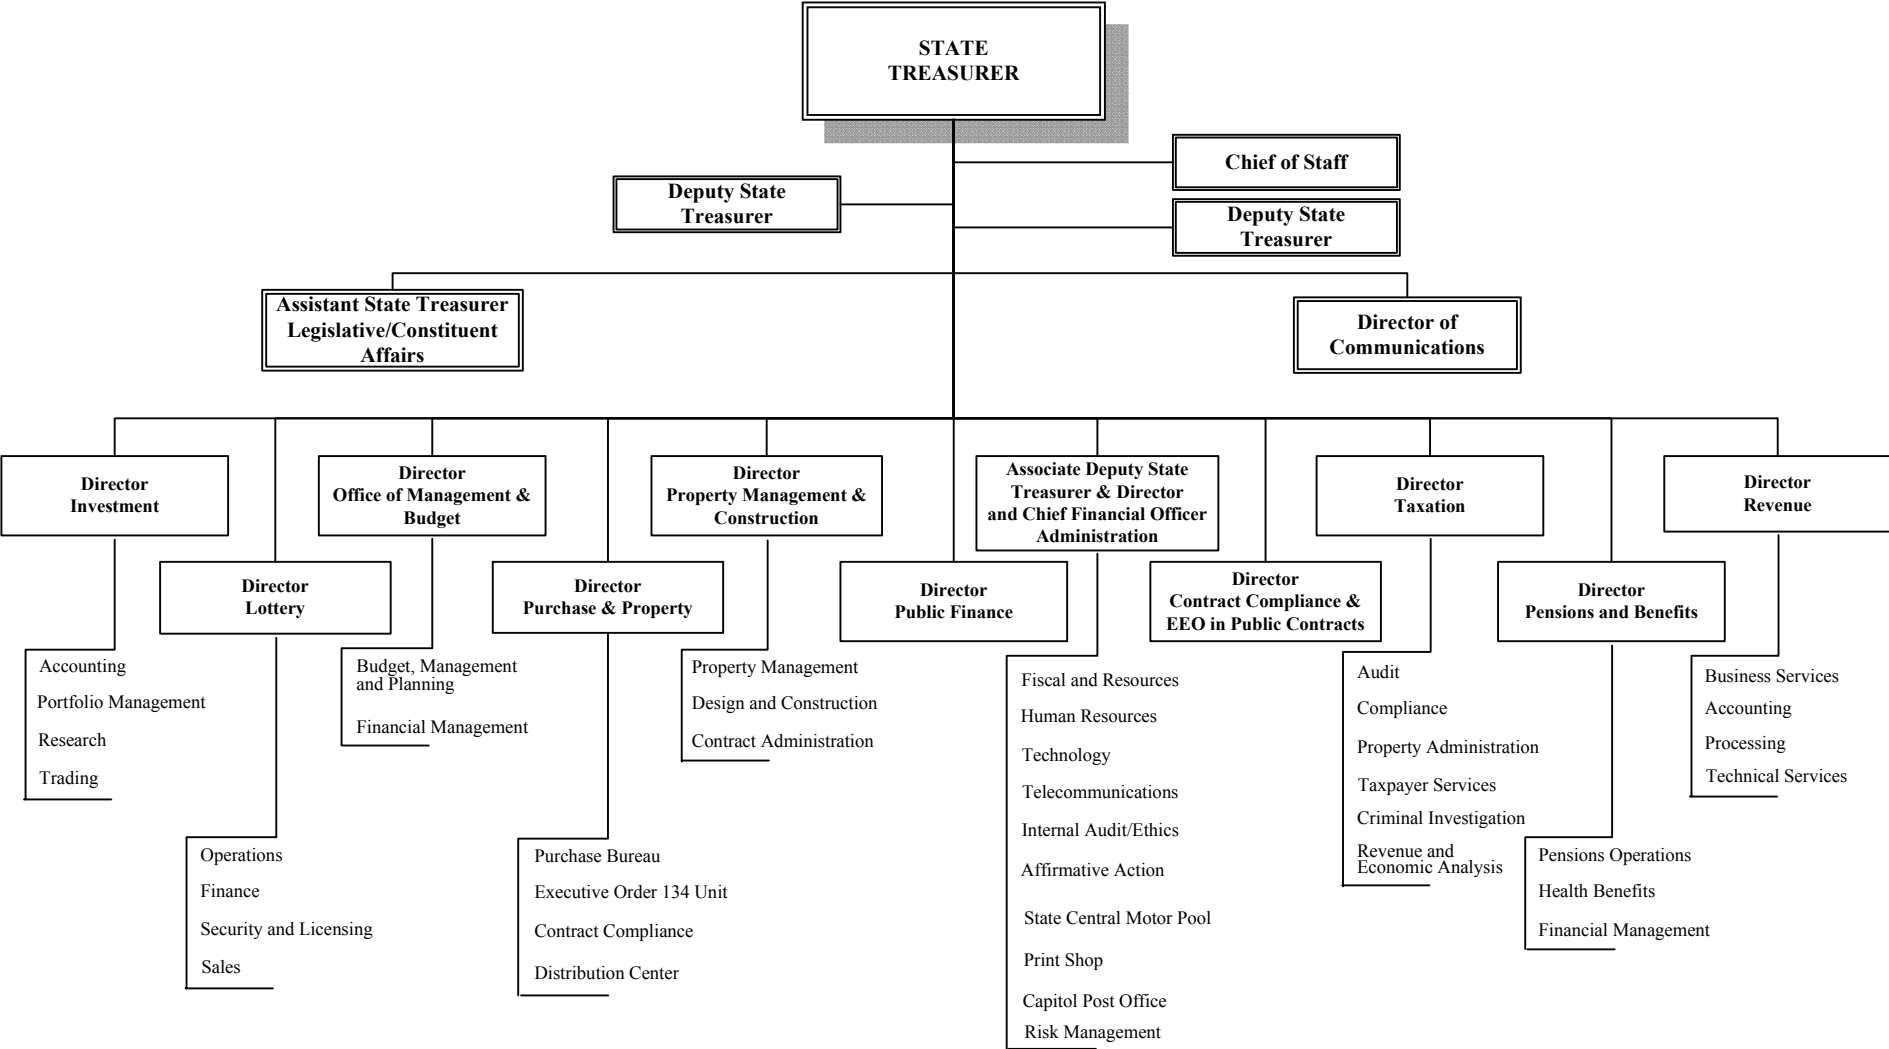 STATE
TREASURER
Chief of Staff
Deputy State
Treasurer
Deputy State
Treasurer
Assistant State Treasurer
Legislative/Constituent
Affairs
Director of
Communications
Director
Investment
Director
Office of Management &
Budget
Director
Property Management &
Construction
Associate Deputy State
Treasurer & Director
and Chief Financial Officer
Administration
Director
Taxation
Director
Revenue
Director
Lottery
Director
Purchase & Property
Director
Public Finance
Director
Contract Compliance &
EEO in Public Contracts
Director
Pensions and Benefits
Accounting
Portfolio Management
Research
Trading
Budget, Management
and Planning
Financial Management
Property Management
Design and Construction
Contract Administration
Fiscal and Resources
Human Resources
Technology
Telecommunications
Internal Audit/Ethics
Affirmative Action
State Central Motor Pool
Print Shop
Capitol Post Office
Risk Management
Audit
Compliance
Property Administration
Taxpayer Services
Criminal Investigation
Revenue and
Economic Analysis
Business Services
Accounting
Processing
Technical Services
Operations
Finance
Security and Licensing
Sales
Purchase Bureau
Executive Order 134 Unit
Contract Compliance
Distribution Center
Pensions Operations
Health Benefits
Financial Management